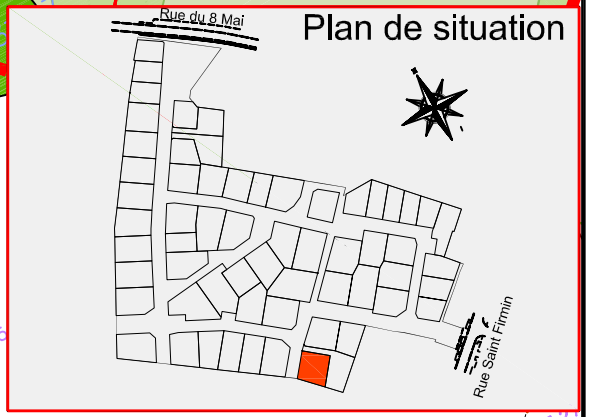 Rue du 8 Mai
Plan de situation
Rue Saint Firmin